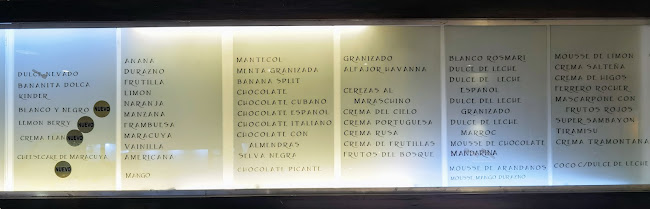 DULCE NEVADO
BANANITA DOLCA
KINDER
BLANCO Y NEGRO NUEVO
LEMON BERRY NUEVO
CREMA FLAN NUEVO
CHEESECAKE DE MARACUYA
NUEVO
ANANA
DURAZNO
FRUTILLA
LIMON
NARANJA
MANZANA
FRAMBUESA
MARACUYA
VAINILLA
AMERICANA
MANGO
MANTECOL
MENTA GRANIZADA
BANANA SPLIT
CHOCOLATE
CHOCOLATE CUBANO
CHOCOLATE ESPAÑOL
CHOCOLATE ITALIANO
CHOCOLATE CON
ALMENDRAS
SELVA NEGRA
CHOCOLATE PICANTE
GRANIZADO
ALFAJOR HAVANNA
CEREZAS AL
MARASCHINO
CREMA DEL CIELO
CREMA PORTUGUESA
CREMA RUSA
CREMA DE FRUTILLAS
FRUTOS DEL BOSQUE
BLANCO ROSMARI
DULCE DE LECHE
DULCE DE LECHE
ESPAÑOL
DULCE DE LECHE
GRANIZADO
DULCE DE LECHE
MARROC
MOUSSE DE CHOCOLATE
MANDARINA
MOUSSE DE ARANDANOS
MOUSSE MANGO DURAZNO
MOUSSE DE LIMON
CREMA SALTEÑA
CREMA DE HIGOS
FERRERO ROCHER
MASCARPONE CON
FRUTOS ROJOS
SUPER SAMBAYON
TIRAMISU
CREMA TRAMONTANA
COCO C/DULCE DE LECHE